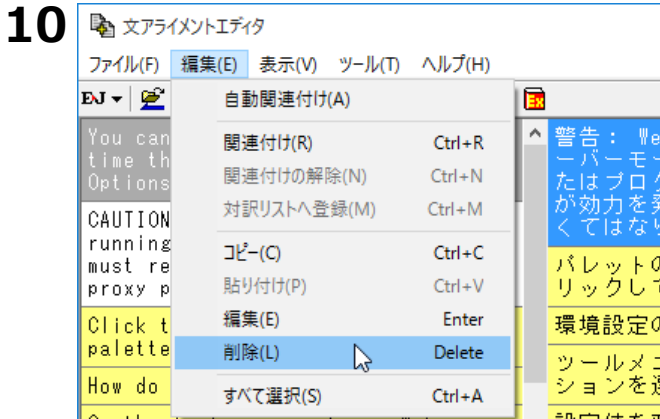 10
文アライメントエディタ
ファイル(F) 編集(E) 表示(V) ツール(T) ヘルプ(H)
EJ
自動関連付け(A)
関連付け(R) Ctrl+R
関連付けの解除(N) Ctrl+N
対訳リストへ登録(M) Ctrl+M
コピー(C) Ctrl+C
貼り付け(P) Ctrl+V
編集(E) Enter
削除(L) Delete
すべて選択(S) Ctrl+A
You can
time th
Options
CAUTION
running
must re
proxy p
Click t
palette
How do
警告： We
ーバーモー
たはプログ
が効力を発
くてはなり
パレットの
リックして
環境設定の
ツールメニ
ションを選